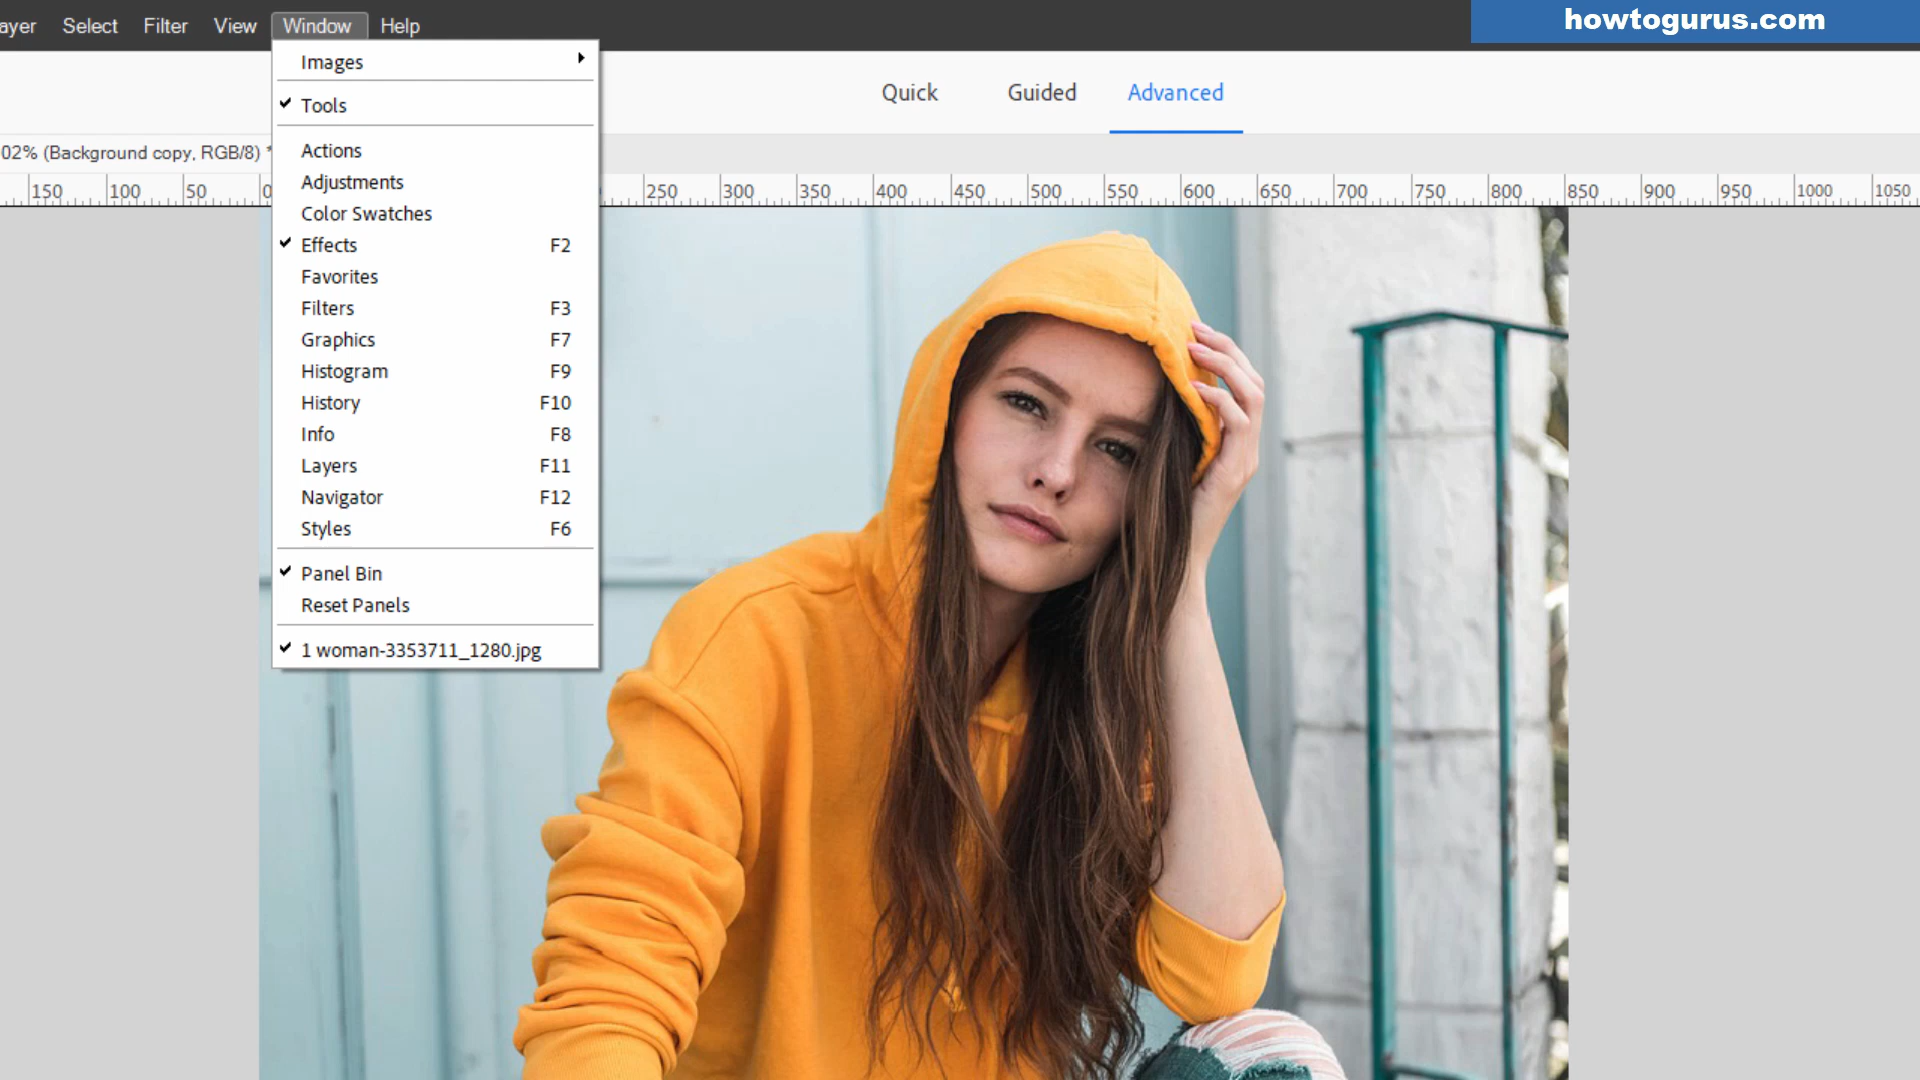 ayer Select Filter View Window Help
howtogurus.com
Images
Quick Guided Advanced
Tools
02% (Background copy, RGB/8) *
Actions
150 100 50 0 250 300 350 400 450 500 550 600 650 700 750 800 850 900 950 1000 1050
Adjustments
Color Swatches
Effects F2
Favorites
Filters F3
Graphics F7
Histogram F9
History F10
Info F8
Layers F11
Navigator F12
Styles F6
Panel Bin
Reset Panels
1 woman-3353711_1280.jpg